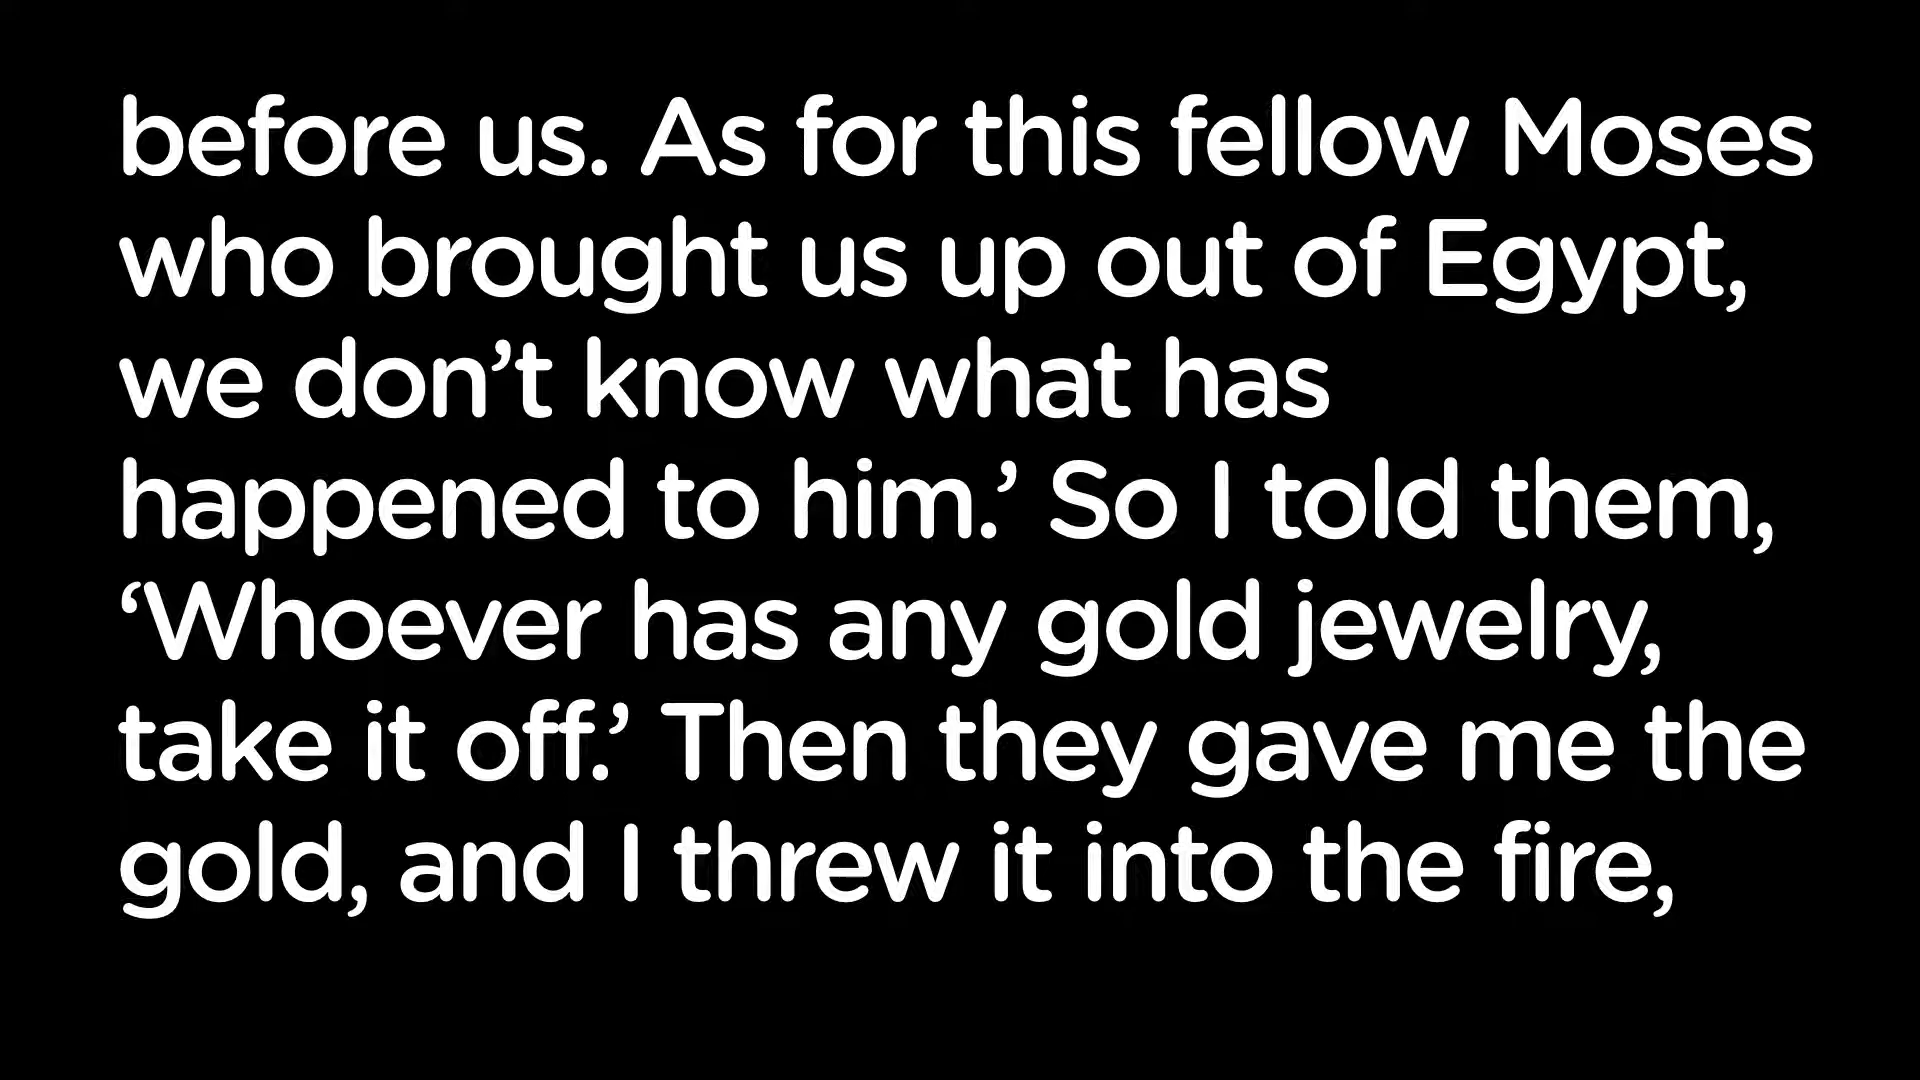 before us. As for this fellow Moses
who brought us up out of Egypt,
we don’t know what has
happened to him.’ So I told them,
‘Whoever has any gold jewelry,
take it off.’ Then they gave me the
gold, and I threw it into the fire,